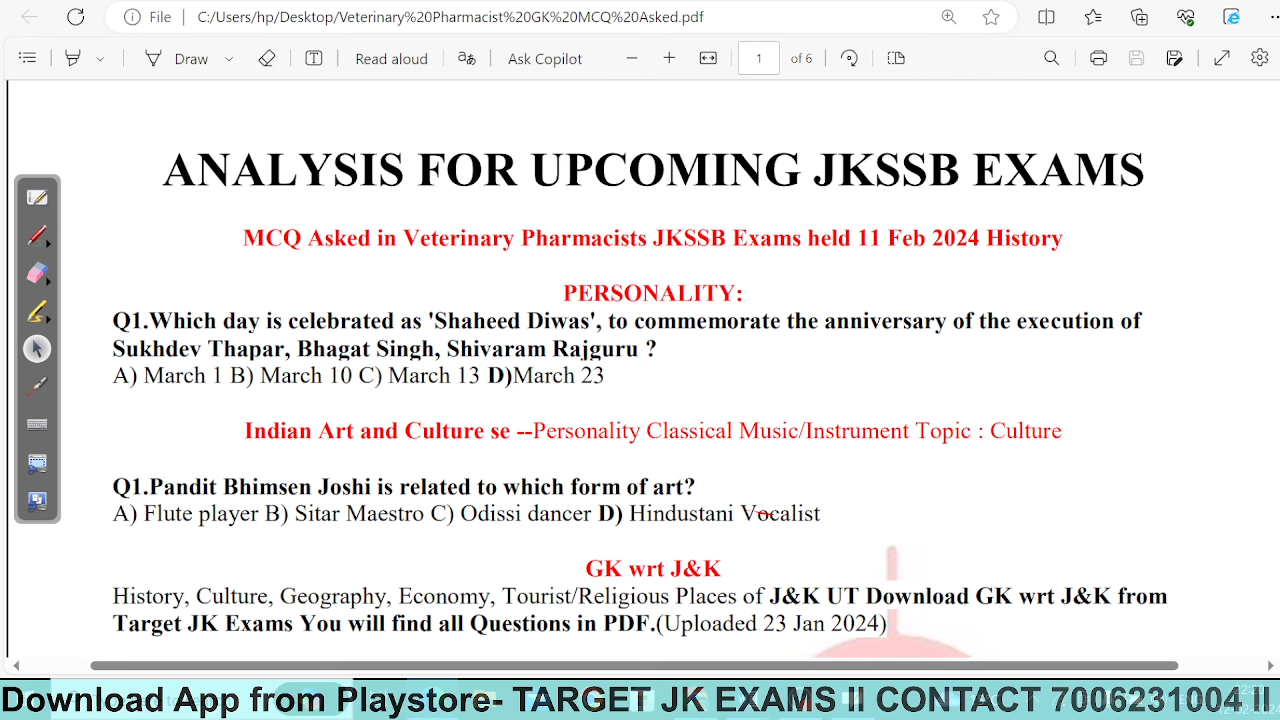 File C:/Users/hp/Desktop/Veterinary%20Pharmacist%20GK%20MCQ%20Asked.pdf
Draw Read aloud aあ Ask Copilot 1 of 6
ANALYSIS FOR UPCOMING JKSSB EXAMS
MCQ Asked in Veterinary Pharmacists JKSSB Exams held 11 Feb 2024 History
PERSONALITY:
Q1.Which day is celebrated as 'Shaheed Diwas', to commemorate the anniversary of the execution of
Sukhdev Thapar, Bhagat Singh, Shivaram Rajguru ?
A) March 1 B) March 10 C) March 13 D)March 23
Indian Art and Culture se --Personality Classical Music/Instrument Topic : Culture
Q1.Pandit Bhimsen Joshi is related to which form of art?
A) Flute player B) Sitar Maestro C) Odissi dancer D) Hindustani Vocalist
GK wrt J&K
History, Culture, Geography, Economy, Tourist/Religious Places of J&K UT Download GK wrt J&K from
Target JK Exams You will find all Questions in PDF.(Uploaded 23 Jan 2024)
Download App from Playstore- TARGET JK EXAMS II CONTACT 7006231004 II